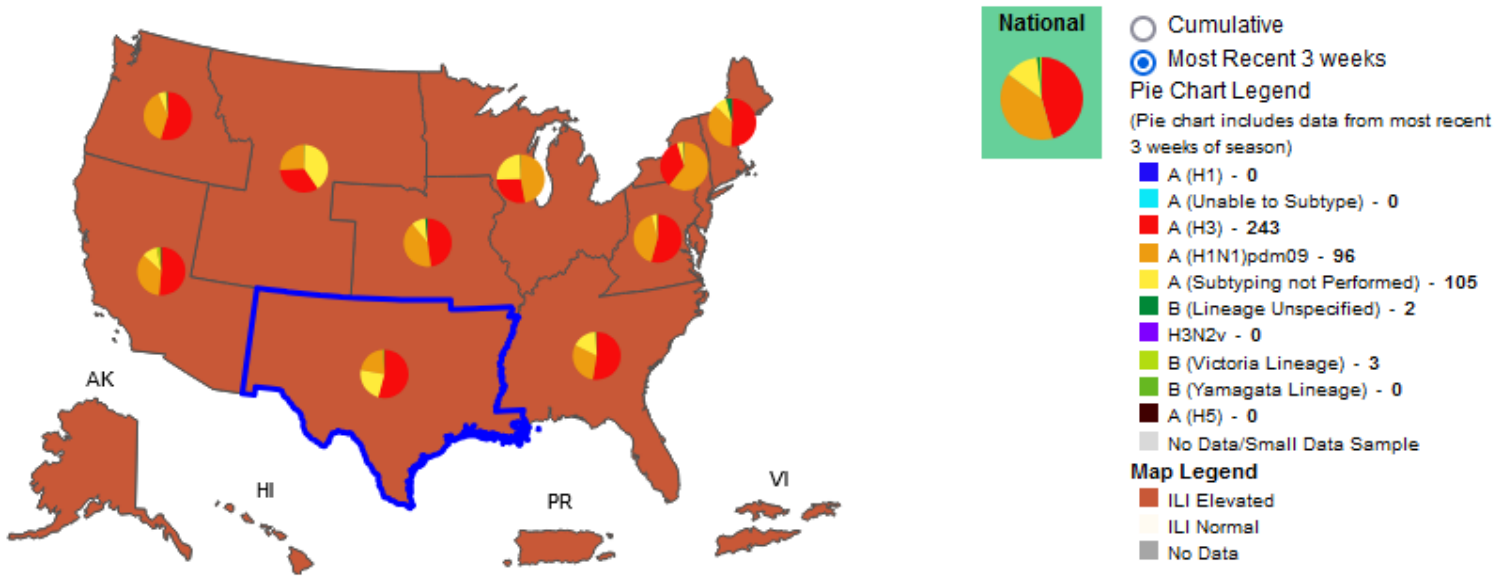 National
Cumulative
Most Recent 3 weeks
Pie Chart Legend
(Pie chart includes data from most recent
3 weeks of season)
A (H1) - 0
A (Unable to Subtype) - 0
A (H3) - 243
A (H1N1)pdm09 - 96
A (Subtyping not Performed) - 105
B (Lineage Unspecified) - 2
H3N2v - 0
B (Victoria Lineage) - 3
B (Yamagata Lineage) - 0
A (H5) - 0
No Data/Small Data Sample
Map Legend
ILI Elevated
ILI Normal
No Data
AK
HI
PR
VI